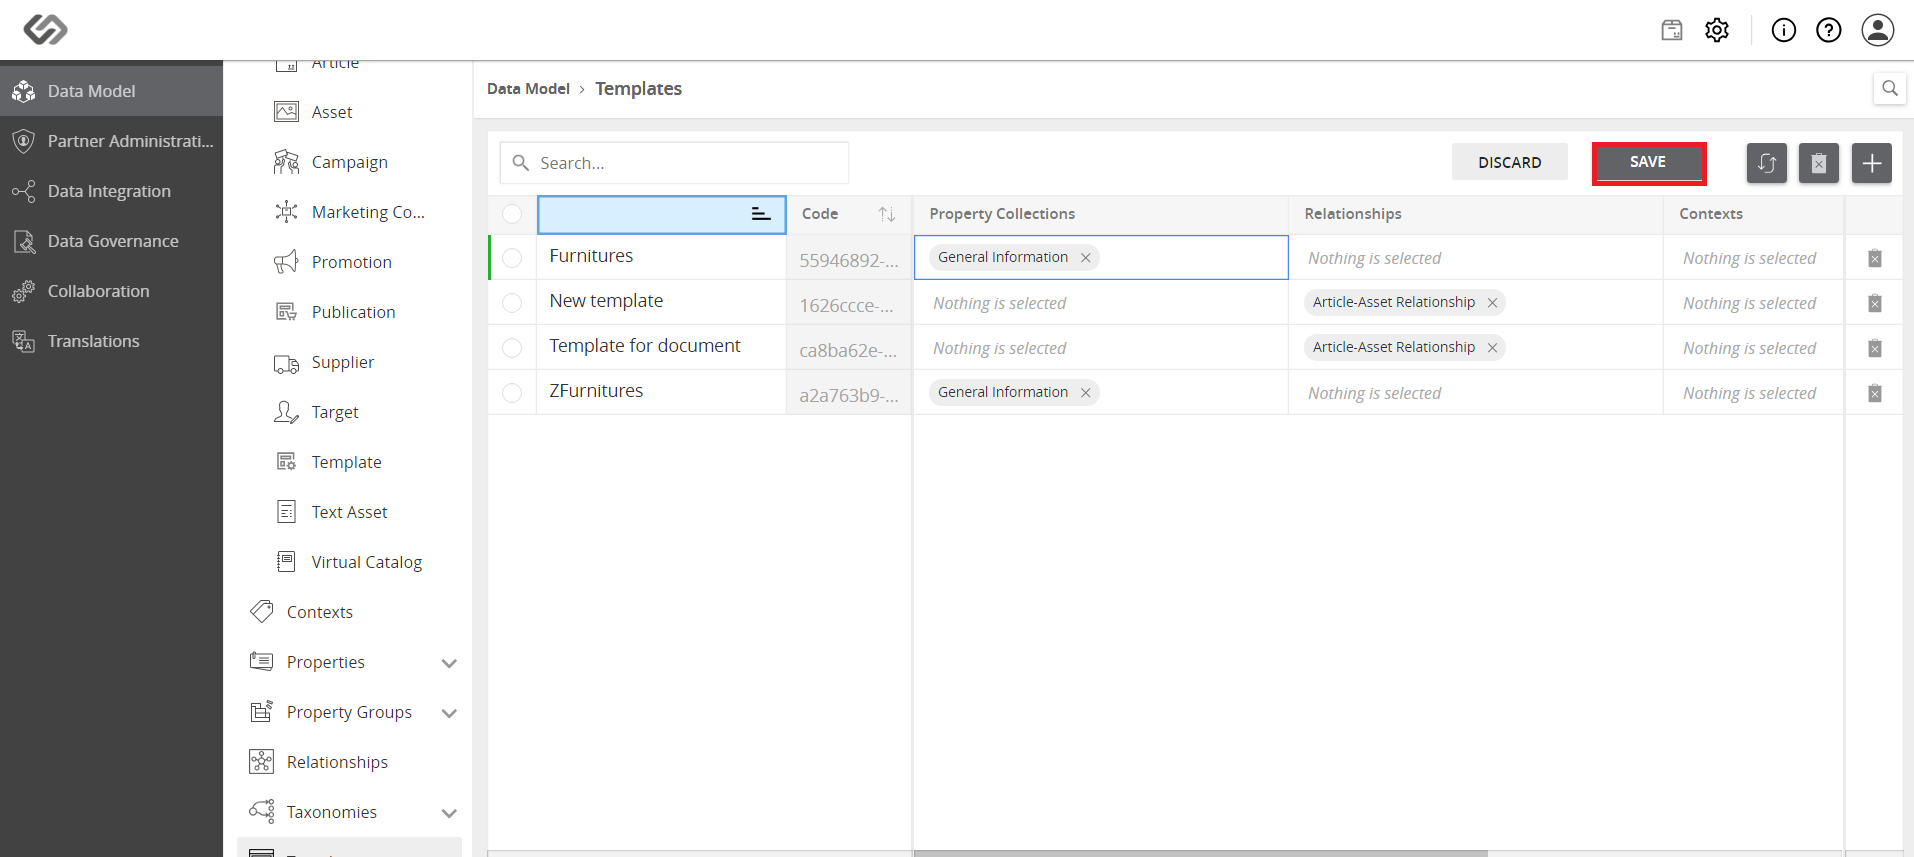 Data Model
Partner Administrati...
Data Integration
Data Governance
Collaboration
Translations
Article
Asset
Campaign
Marketing Co...
Promotion
Publication
Supplier
Target
Template
Text Asset
Virtual Catalog
Contexts
Properties
Property Groups
Relationships
Taxonomies
Data Model > Templates
Search...
DISCARD
SAVE
Code Property Collections Relationships Contexts
Furnitures 55946892-... General Information × Nothing is selected Nothing is selected
New template 1626ccce-... Nothing is selected Article-Asset Relationship × Nothing is selected
Template for document ca8ba62e-... Nothing is selected Article-Asset Relationship × Nothing is selected
ZFurnitures a2a763b9-... General Information × Nothing is selected Nothing is selected